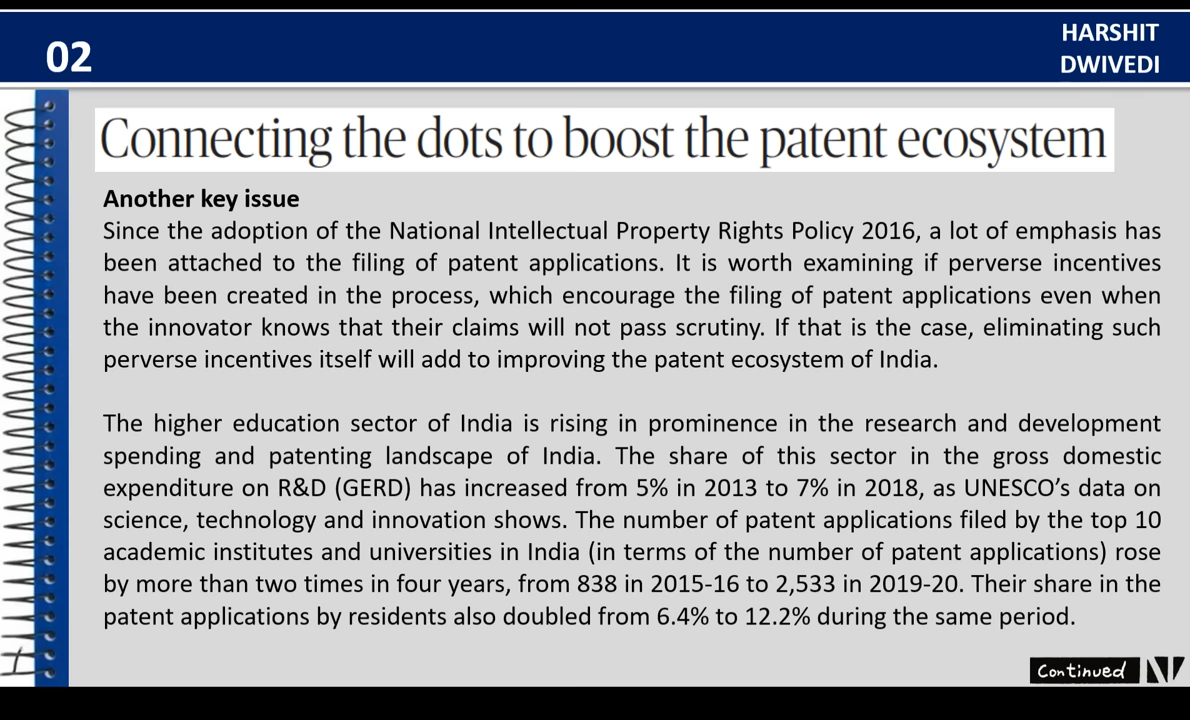 02
HARSHIT
DWIVEDI
Connecting the dots to boost the patent ecosystem
Another key issue
Since the adoption of the National Intellectual Property Rights Policy 2016, a lot of emphasis has
been attached to the filing of patent applications. It is worth examining if perverse incentives
have been created in the process, which encourage the filing of patent applications even when
the innovator knows that their claims will not pass scrutiny. If that is the case, eliminating such
perverse incentives itself will add to improving the patent ecosystem of India.
The higher education sector of India is rising in prominence in the research and development
spending and patenting landscape of India. The share of this sector in the gross domestic
expenditure on R&D (GERD) has increased from 5% in 2013 to 7% in 2018, as UNESCO’s data on
science, technology and innovation shows. The number of patent applications filed by the top 10
academic institutes and universities in India (in terms of the number of patent applications) rose
by more than two times in four years, from 838 in 2015-16 to 2,533 in 2019-20. Their share in the
patent applications by residents also doubled from 6.4% to 12.2% during the same period.
Continued